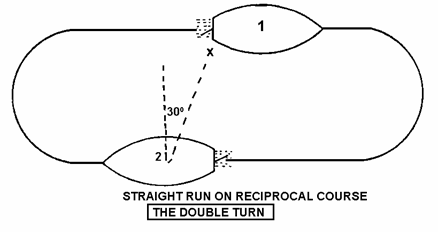 1
X
30º
2
STRAIGHT RUN ON RECIPROCAL COURSE
THE DOUBLE TURN